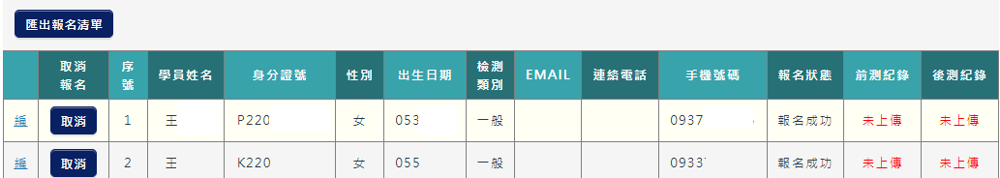 匯出報名清單
取消報名 序號 學員姓名 身分證號 性別 出生日期 檢測類別 EMAIL 連絡電話 手機號碼 報名狀態 前測紀錄 後測紀錄
編 取消 1 王 P220 女 053 一般 0937 報名成功 未上傳 未上傳
編 取消 2 王 K220 女 055 一般 0933 報名成功 未上傳 未上傳